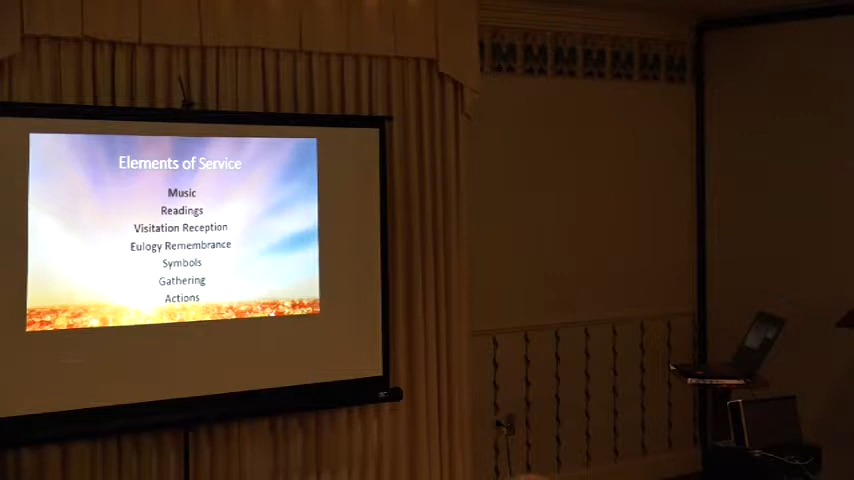 Elements of Service
Music
Readings
Visitation Reception
Eulogy Remembrance
Symbols
Gathering
Actions